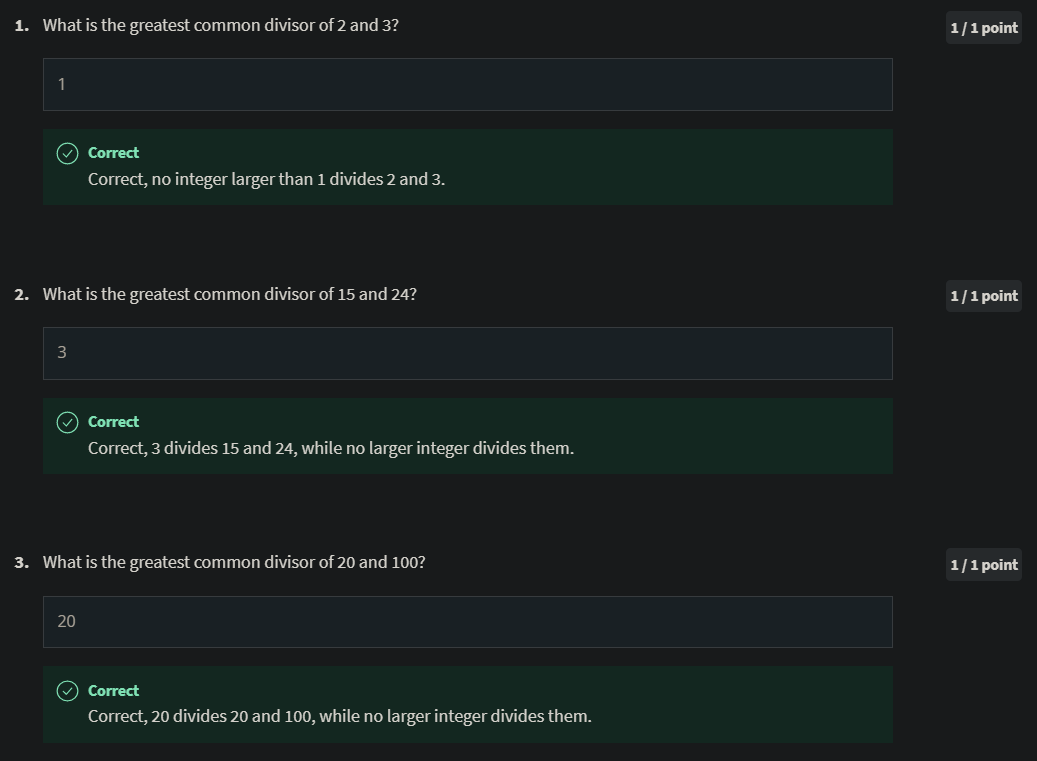 1. What is the greatest common divisor of 2 and 3?
1 / 1 point
1
Correct
Correct, no integer larger than 1 divides 2 and 3.
2. What is the greatest common divisor of 15 and 24?
1 / 1 point
3
Correct
Correct, 3 divides 15 and 24, while no larger integer divides them.
3. What is the greatest common divisor of 20 and 100?
1 / 1 point
20
Correct
Correct, 20 divides 20 and 100, while no larger integer divides them.